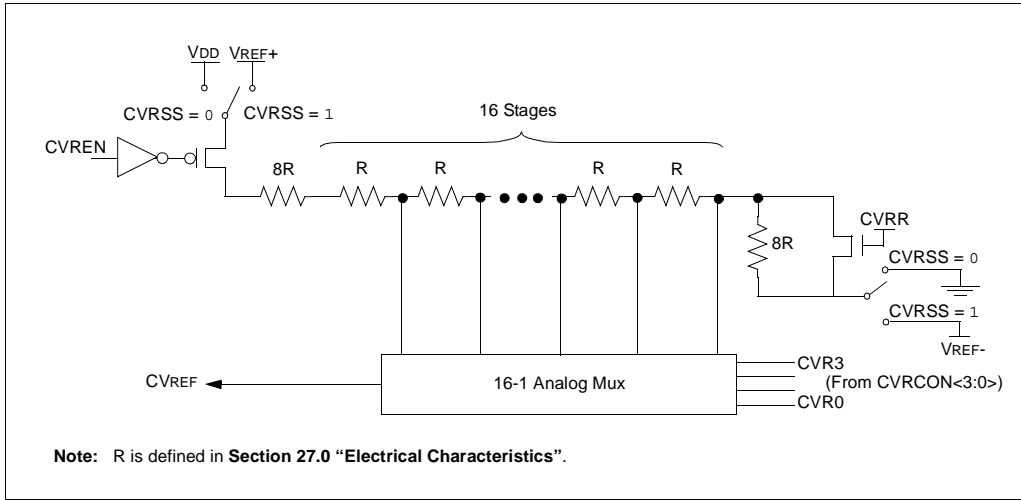 VDD VREF+
CVRSS = 0 CVRSS = 1
16 Stages
CVREN
8R R R R R
CVRR
8R
CVRSS = 0
CVRSS = 1
VREF-
CVREF
16-1 Analog Mux
CVR3
(From CVRCON<3:0>)
CVR0
Note: R is defined in Section 27.0 “Electrical Characteristics”.